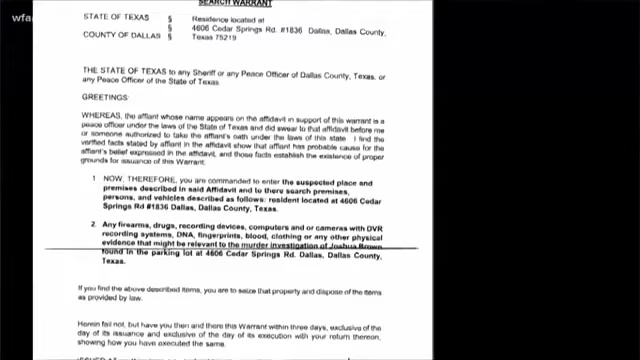 wfaa
SEARCH WARRANT
STATE OF TEXAS § Residence located at
§ 4606 Cedar Springs Rd. #1836 Dallas, Dallas County,
COUNTY OF DALLAS § Texas 75219
THE STATE OF TEXAS to any Sheriff or any Peace Officer of Dallas County, Texas, or
any Peace Officer of the State of Texas.
GREETINGS:
WHEREAS, the affiant whose name appears on the affidavit in support of this warrant is a
peace officer under the laws of the State of Texas and did swear to that affidavit before me
or someone authorized to take the affiant's oath under the laws of this state. I find the
verified facts stated by affiant in the affidavit show that affiant has probable cause for the
affiant's belief expressed in the affidavit, and those facts establish the existence of proper
grounds for issuance of this Warrant.
1 NOW, THEREFORE, you are commanded to enter the suspected place and
premises described in said Affidavit and to there search premises,
persons, and vehicles described as follows: resident located at 4606 Cedar
Springs Rd #1836 Dallas, Dallas County, Texas.
2. Any firearms, drugs, recording devices, computers and or cameras with DVR
recording systems, DNA, fingerprints, blood, clothing or any other physical
evidence that might be relevant to the murder investigation of Joshua Brown
found in the parking lot at 4606 Cedar Springs Rd. Dallas, Dallas County,
Texas.
If you find the above described items, you are to seize that property and dispose of the items
as provided by law.
Herein fail not, but have you then and there this Warrant within three days, exclusive of the
day of its issuance and exclusive of the day of its execution with your return thereon,
showing how you have executed the same.